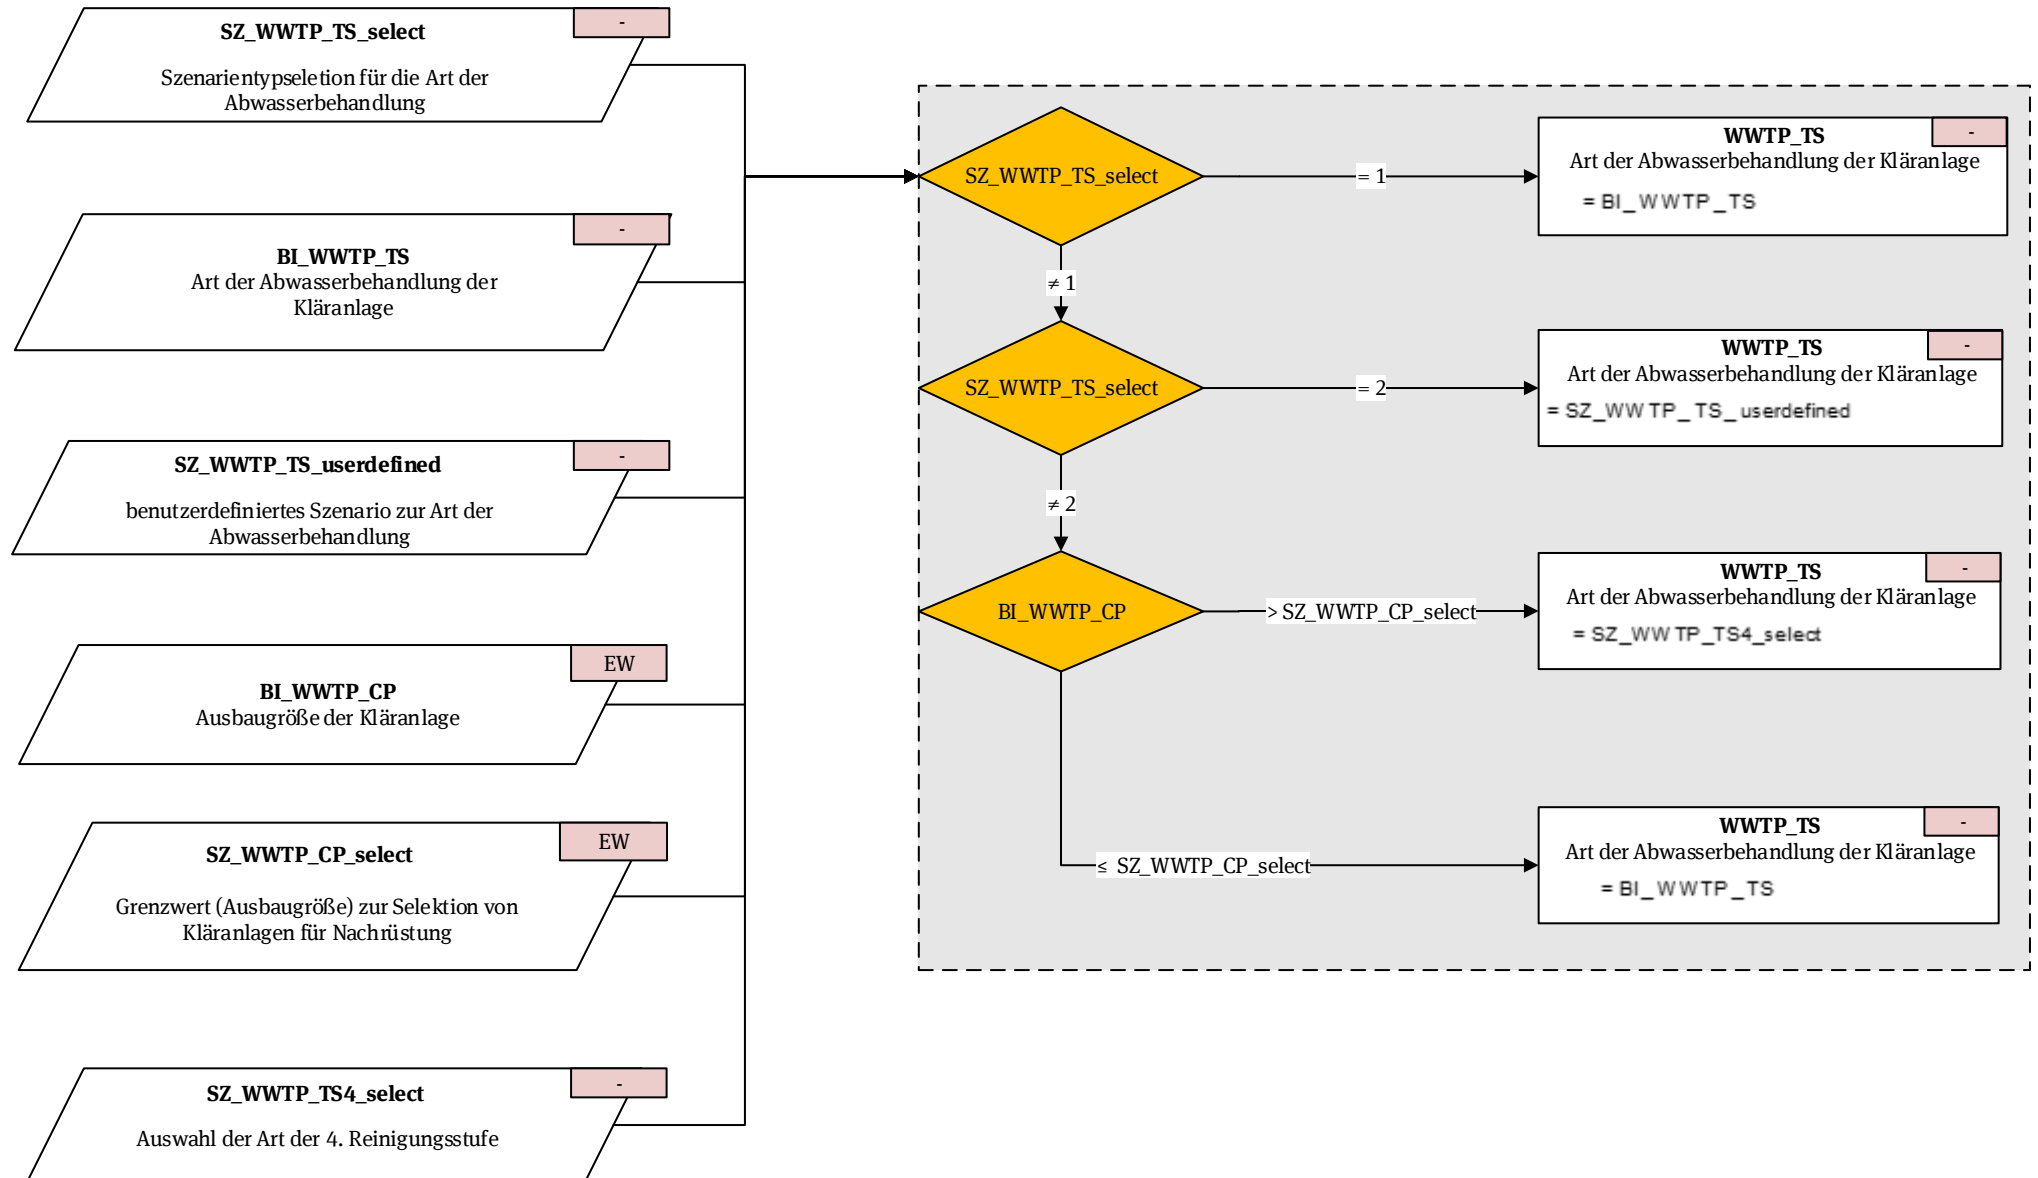 SZ_WWTP_TS_select
-
Szenarientypseletion für die Art der
Abwasserbehandlung
BI_WWTP_TS
-
Art der Abwasserbehandlung der
Kläranlage
SZ_WWTP_TS_userdefined
-
benutzerdefiniertes Szenario zur Art der
Abwasserbehandlung
BI_WWTP_CP
EW
Ausbaugröße der Kläranlage
SZ_WWTP_CP_select
EW
Grenzwert (Ausbaugröße) zur Selektion von
Kläranlagen für Nachrüstung
SZ_WWTP_TS4_select
-
Auswahl der Art der 4. Reinigungsstufe
SZ_WWTP_TS_select
= 1
WWTP_TS
-
Art der Abwasserbehandlung der Kläranlage
= BI_WWTP_TS
≠ 1
SZ_WWTP_TS_select
= 2
WWTP_TS
-
Art der Abwasserbehandlung der Kläranlage
= SZ_WWTP_TS_userdefined
≠ 2
BI_WWTP_CP
> SZ_WWTP_CP_select
WWTP_TS
-
Art der Abwasserbehandlung der Kläranlage
= SZ_WWTP_TS4_select
≤ SZ_WWTP_CP_select
WWTP_TS
-
Art der Abwasserbehandlung der Kläranlage
= BI_WWTP_TS